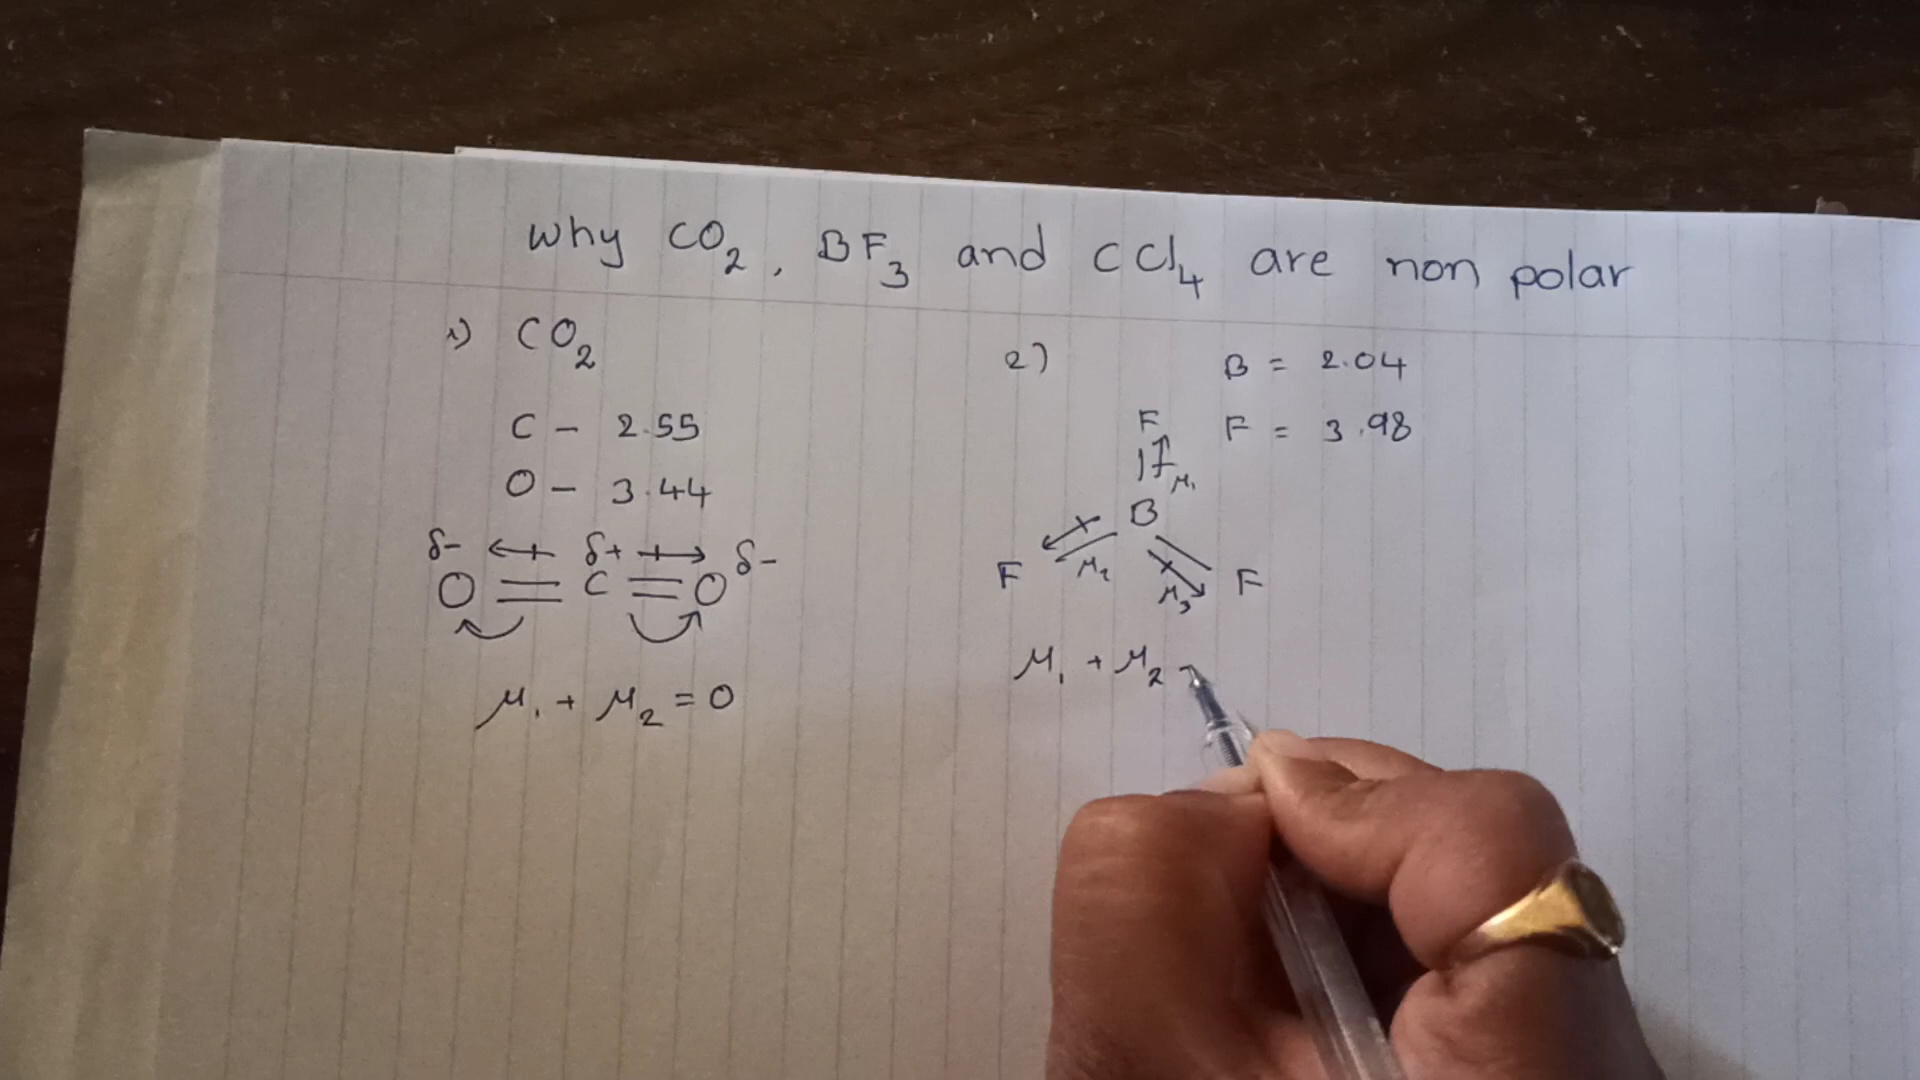 Why CO₂, BF₃ and CCl₄ are non polar
1) CO₂
C - 2.55
O - 3.44
δ- δ+ δ-
O = C = O
μ₁ + μ₂ = 0
2)
B = 2.04
F = 3.98
F
μ₁
B
F μ₂ μ₃ F
μ₁ + μ₂